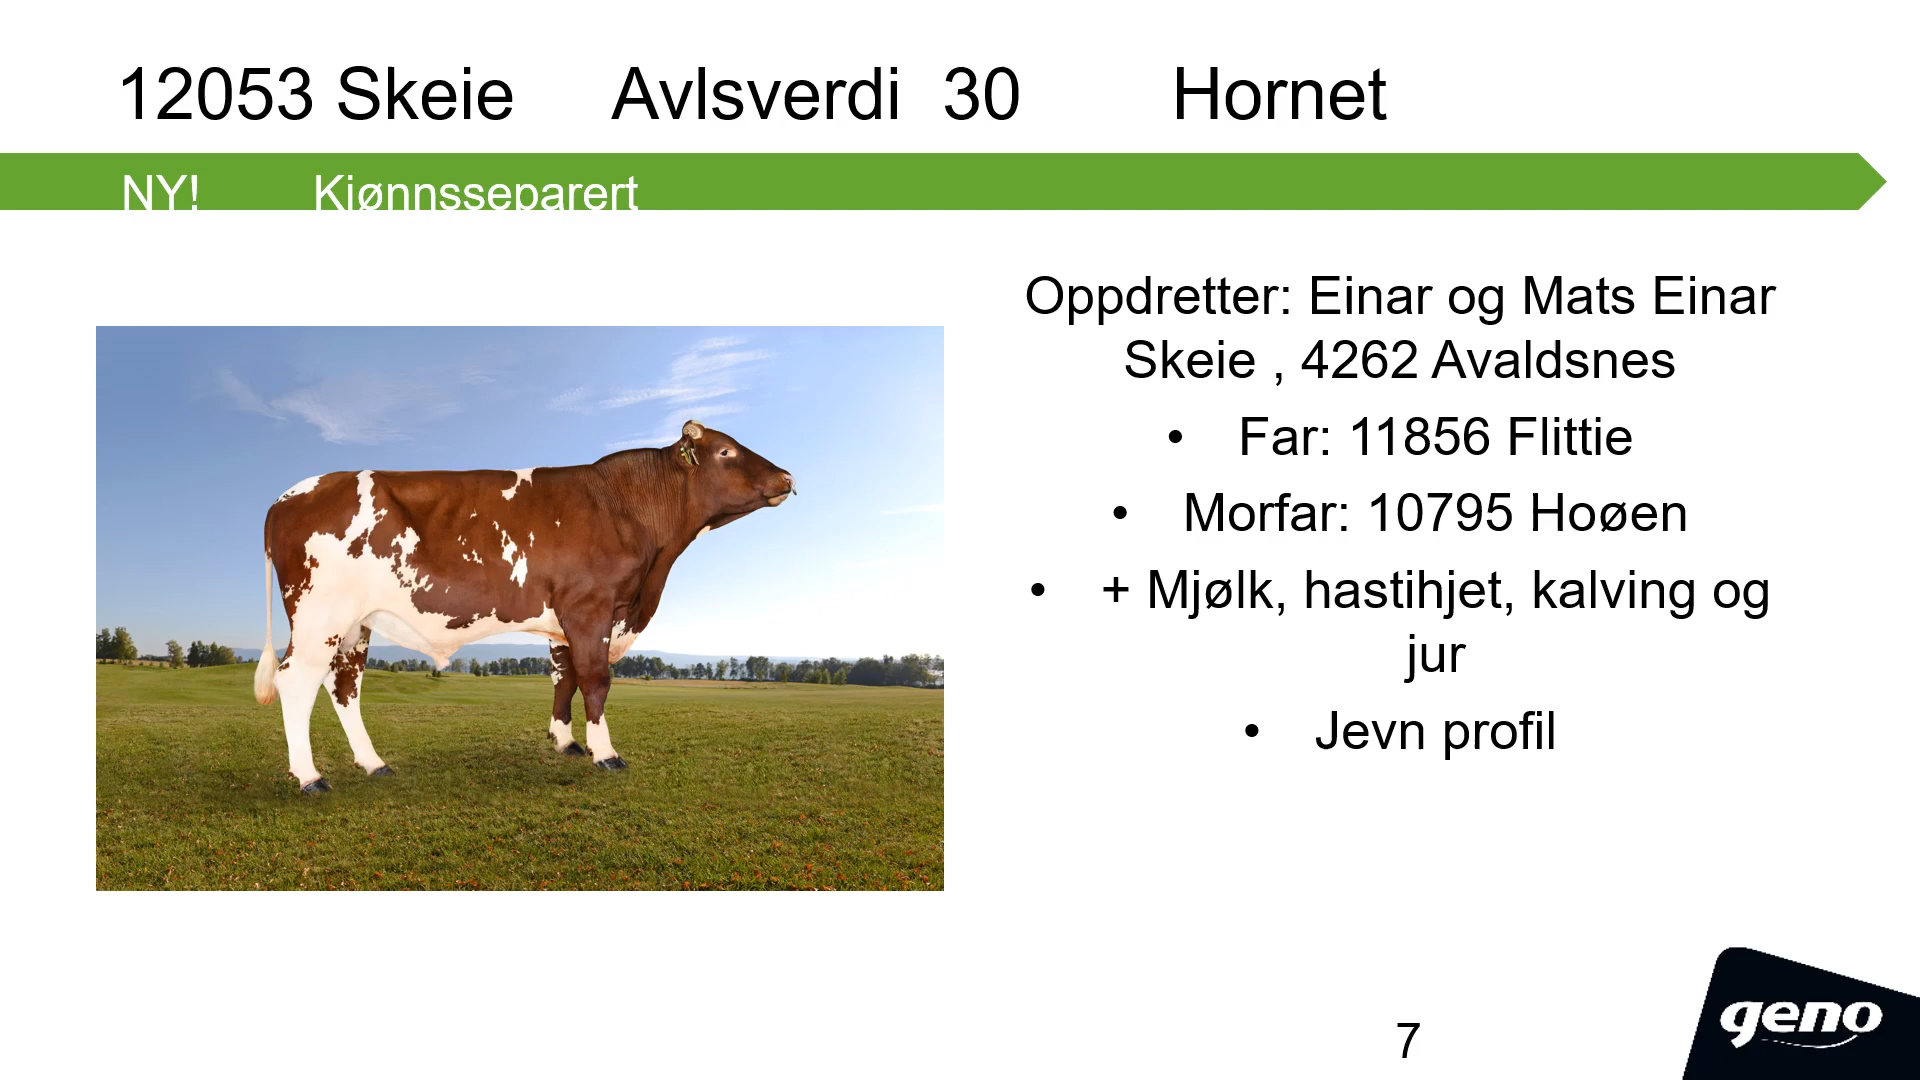 12053 Skeie Avlsverdi 30 Hornet
NY! Kjønnsseparert
Oppdretter: Einar og Mats Einar
Skeie , 4262 Avaldsnes
• Far: 11856 Flittie
• Morfar: 10795 Hoøen
• + Mjølk, hastihjet, kalving og
jur
• Jevn profil
7
geno